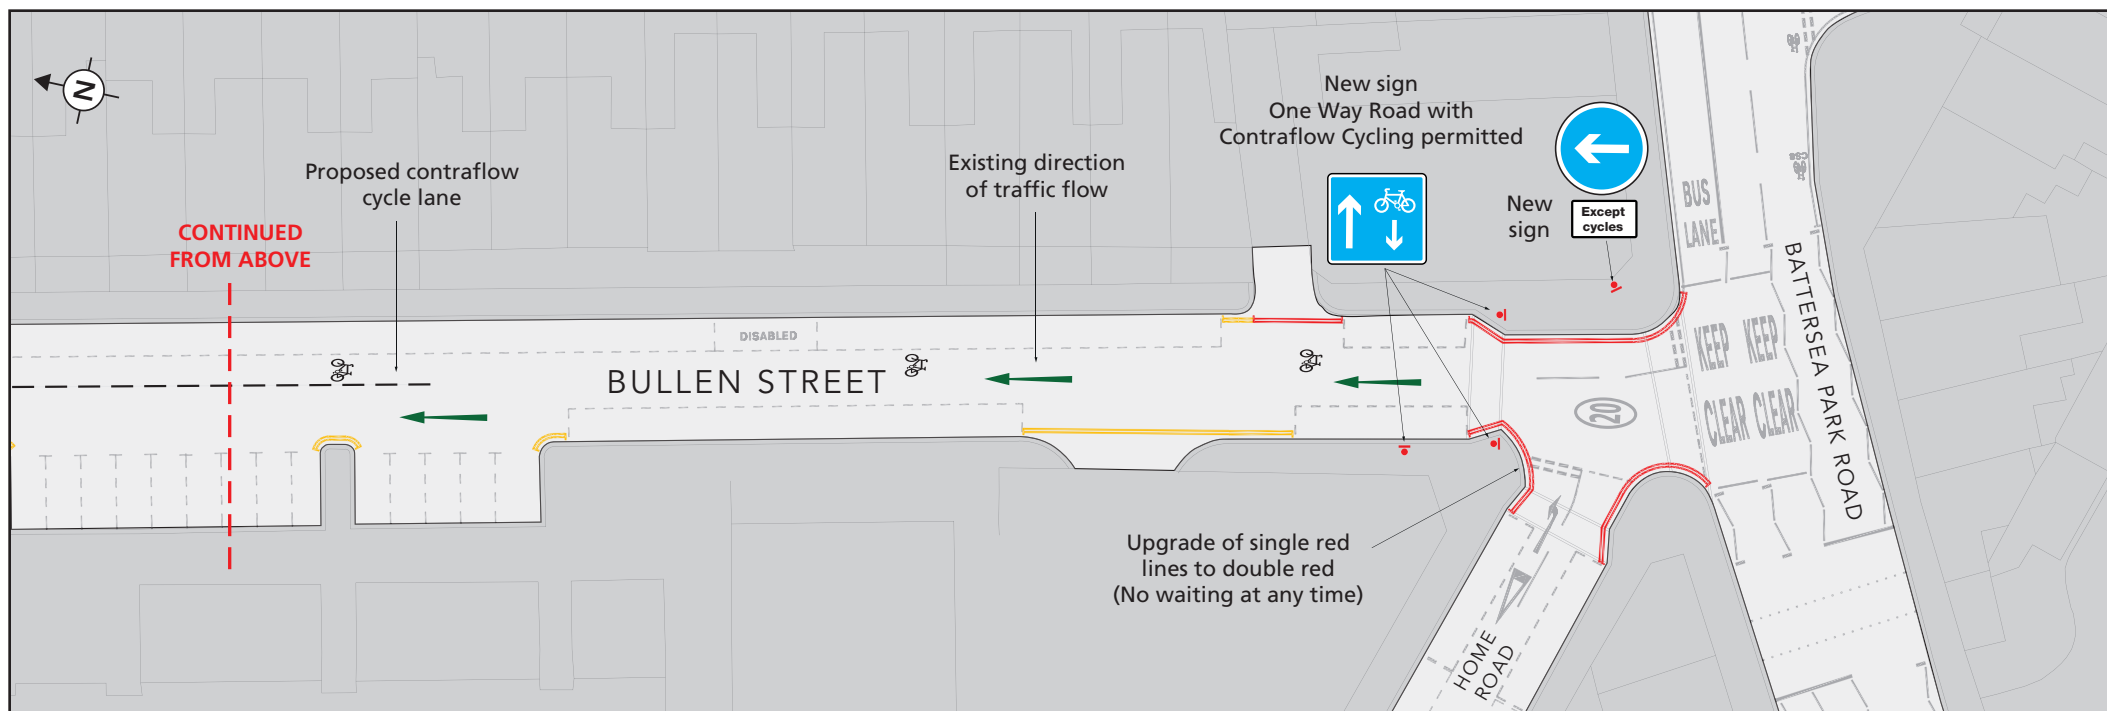 N
New sign
One Way Road with
Contraflow Cycling permitted
Existing direction
of traffic flow
Proposed contraflow
cycle lane
CONTINUED
FROM ABOVE
New
sign
Except
cycles
BUS
LANE
CS8
BATTERSEA PARK ROAD
DISABLED
BULLEN STREET
KEEP KEEP
CLEAR CLEAR
20
Upgrade of single red
lines to double red
(No waiting at any time)
HOME
ROAD